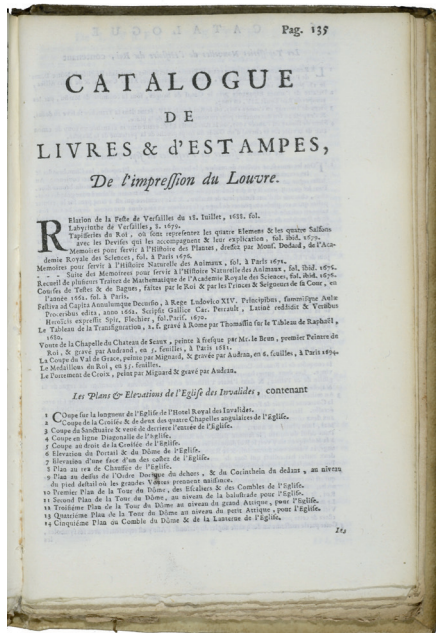 Pag. 135
CATALOGUE
DE
LIVRES & d'ESTAMPES,
De l'impreſſion du Louvre.
RElation de la Feſte de Verſailles du 18. Juillet, 1688. fol.
Labyrinthe de Verſailles, 8. 1679.
Tapiſſeries du Roi, où ſont repreſentez les quatre Elemens & les quatre Saiſons
avec les Deviſes qui les accompagnent & leur explication, fol. ibid. 1679.
Memoires pour ſervir à l'Hiſtoire des Plantes, dreſſez par Monſ. Dodard, de l'Aca-
demie Royale des Sciences, fol. à Paris 1676.
Memoires pour ſervir à l'Hiſtoire Naturelle des Animaux, fol. à Paris 1671.
- - - - Suite des Memoires pour ſervir à l'Hiſtoire Naturelle des Animaux, fol. ibid. 1676.
Recueil de pluſieurs Traitez de Mathematique de l'Academie Royale des Sciences, fol. ibid. 1676.
Courſes de Teſtes & de Bagues, faites par le Roi & par les Princes & Seigneurs de ſa Cour, en
l'année 1662. fol. à Paris.
Feſtiva ad Capita Annulumque Decurſio, à Rege Ludovico XIV. Principibus, ſummiſque Aulæ
Proceribus edita, anno 1662. Scripſit Gallicè Car. Perrault, Latinè reddidit & Verſibus
Heroicis expreſſit Spir. Flechier, fol. Pariſ. 1670.
Le Tableau de la Transfiguration, 2. f. gravé à Rome par Thomaſſin ſur le Tableau de Raphaël,
1680.
Voute de la Chapelle du Chateau de Seaux, peinte à freſque par Mr. le Brun, premier Peintre du
Roi, & gravé par Audrand, en 5. feuilles, à Paris 1681.
La Coupe du Val de Grace, peinte par Mignard, & gravée par Audran, en 6. feuilles, à Paris 1694.
Le Medaillons du Roi, en 35. feuilles.
Le Portement de Croix, peint par Mignard & gravé par Audran.
Les Plans & Elevations de l'Egliſe des Invalides, contenant
1 COupe ſur la longueur de l'Egliſe de l'Hotel Royal des Invalides.
2 Coupe de la Croiſée & de deux des quatre Chapelles angulaires de l'Egliſe.
3 Coupe du Sanctuaire & veuë de derriere l'entrée de l'Egliſe.
4 Coupe en ligne Diagonalle de l'Egliſe.
5 Coupe au droit de la Croiſée de l'Egliſe.
6 Elevation du Portail & du Dôme de l'Egliſe.
7 Elevation d'une face d'un des coſtez de l'Egliſe.
8 Plan au rez de Chauſſée de l'Egliſe.
9 Plan au deſſus de l'Ordre Dorique du dehors, & du Corinthein du dedans, au niveau
du pied deſtail où les grandes Voutes prennent naiſſance.
10 Premier Plan de la Tour du Dôme, des Eſcaliers & des Combles de l'Egliſe.
11 Second Plan de la Tour du Dôme, au niveau de la baluſtrade pour l'Egliſe.
12 Troiſiéme Plan de la Tour du Dôme au niveau du grand Attique, pour l'Egliſe.
13 Quatriéme Plan de la Tour du Dôme au niveau du petit Attique, pour l'Egliſe.
14 Cinquiéme Plan du Comble du Dôme & de la Lanterne de l'Egliſe.